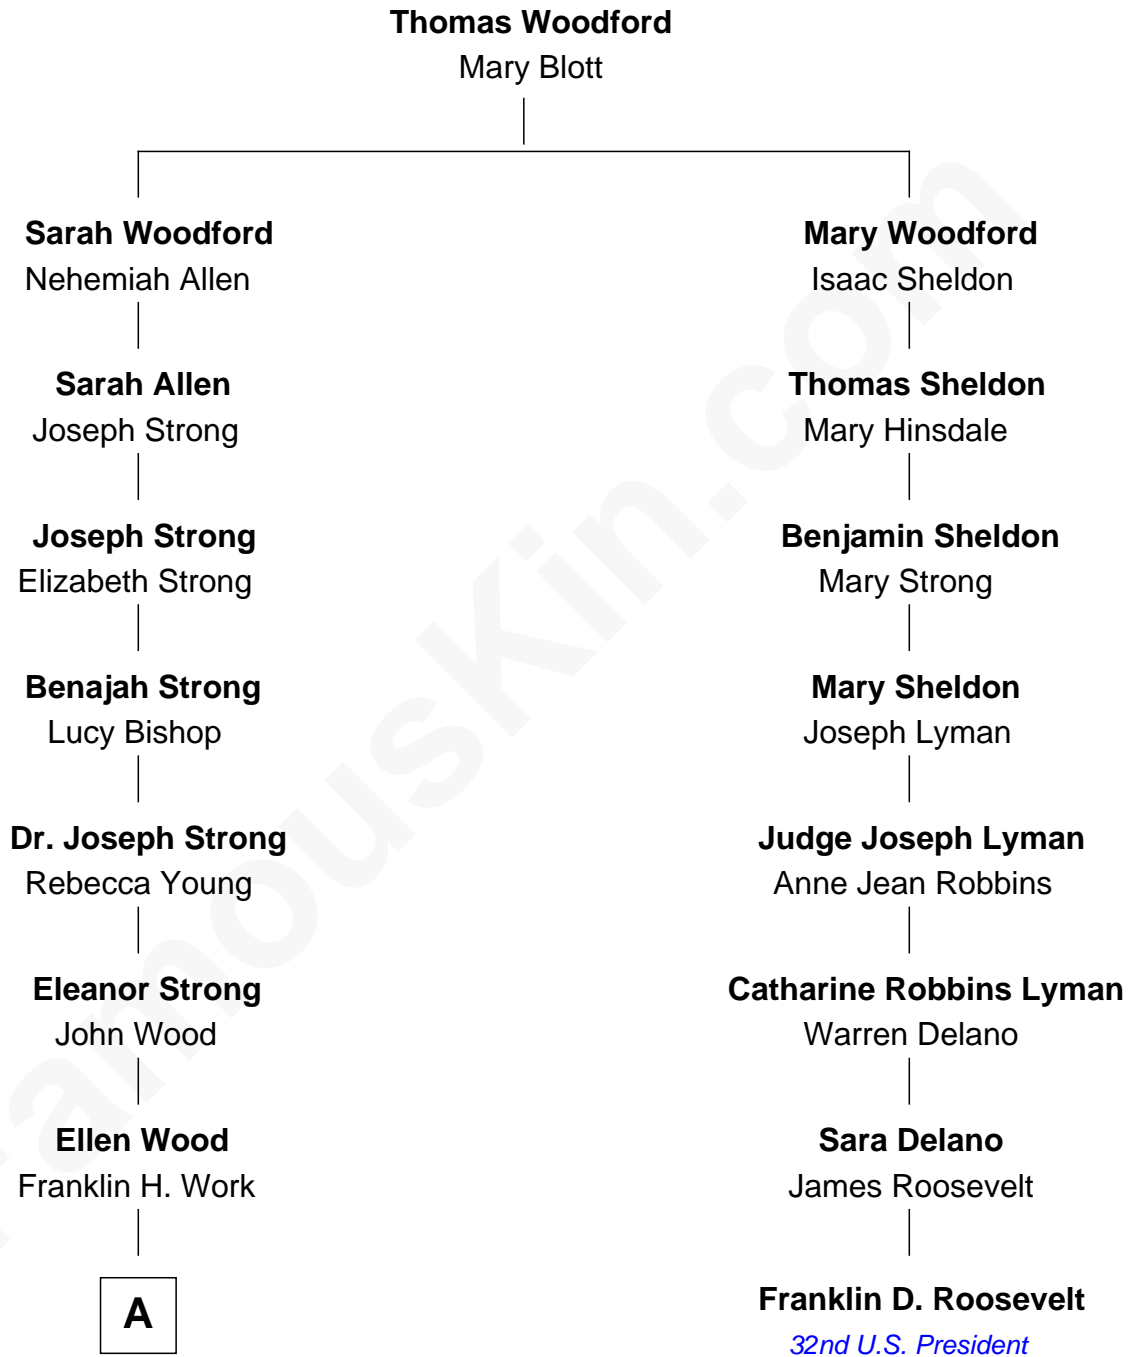 Thomas Woodford
Mary Blott
Sarah Woodford
Nehemiah Allen
Mary Woodford
Isaac Sheldon
Sarah Allen
Joseph Strong
Thomas Sheldon
Mary Hinsdale
Joseph Strong
Elizabeth Strong
Benjamin Sheldon
Mary Strong
Benajah Strong
Lucy Bishop
Mary Sheldon
Joseph Lyman
Dr. Joseph Strong
Rebecca Young
Judge Joseph Lyman
Anne Jean Robbins
Eleanor Strong
John Wood
Catharine Robbins Lyman
Warren Delano
Ellen Wood
Franklin H. Work
Sara Delano
James Roosevelt
A
Franklin D. Roosevelt
32nd U.S. President
FamousKin.com